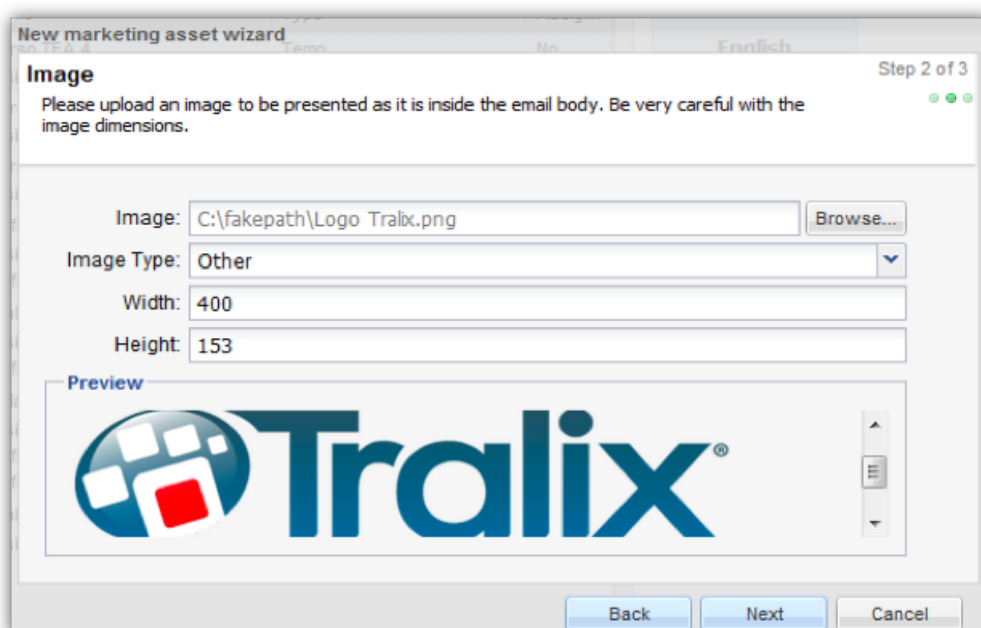 New marketing asset wizard
English
Image
Step 2 of 3
Please upload an image to be presented as it is inside the email body. Be very careful with the
image dimensions.
Image: C:\fakepath\Logo Tralix.png Browse...
Image Type: Other
Width: 400
Height: 153
Preview
Tralix®
Back Next Cancel